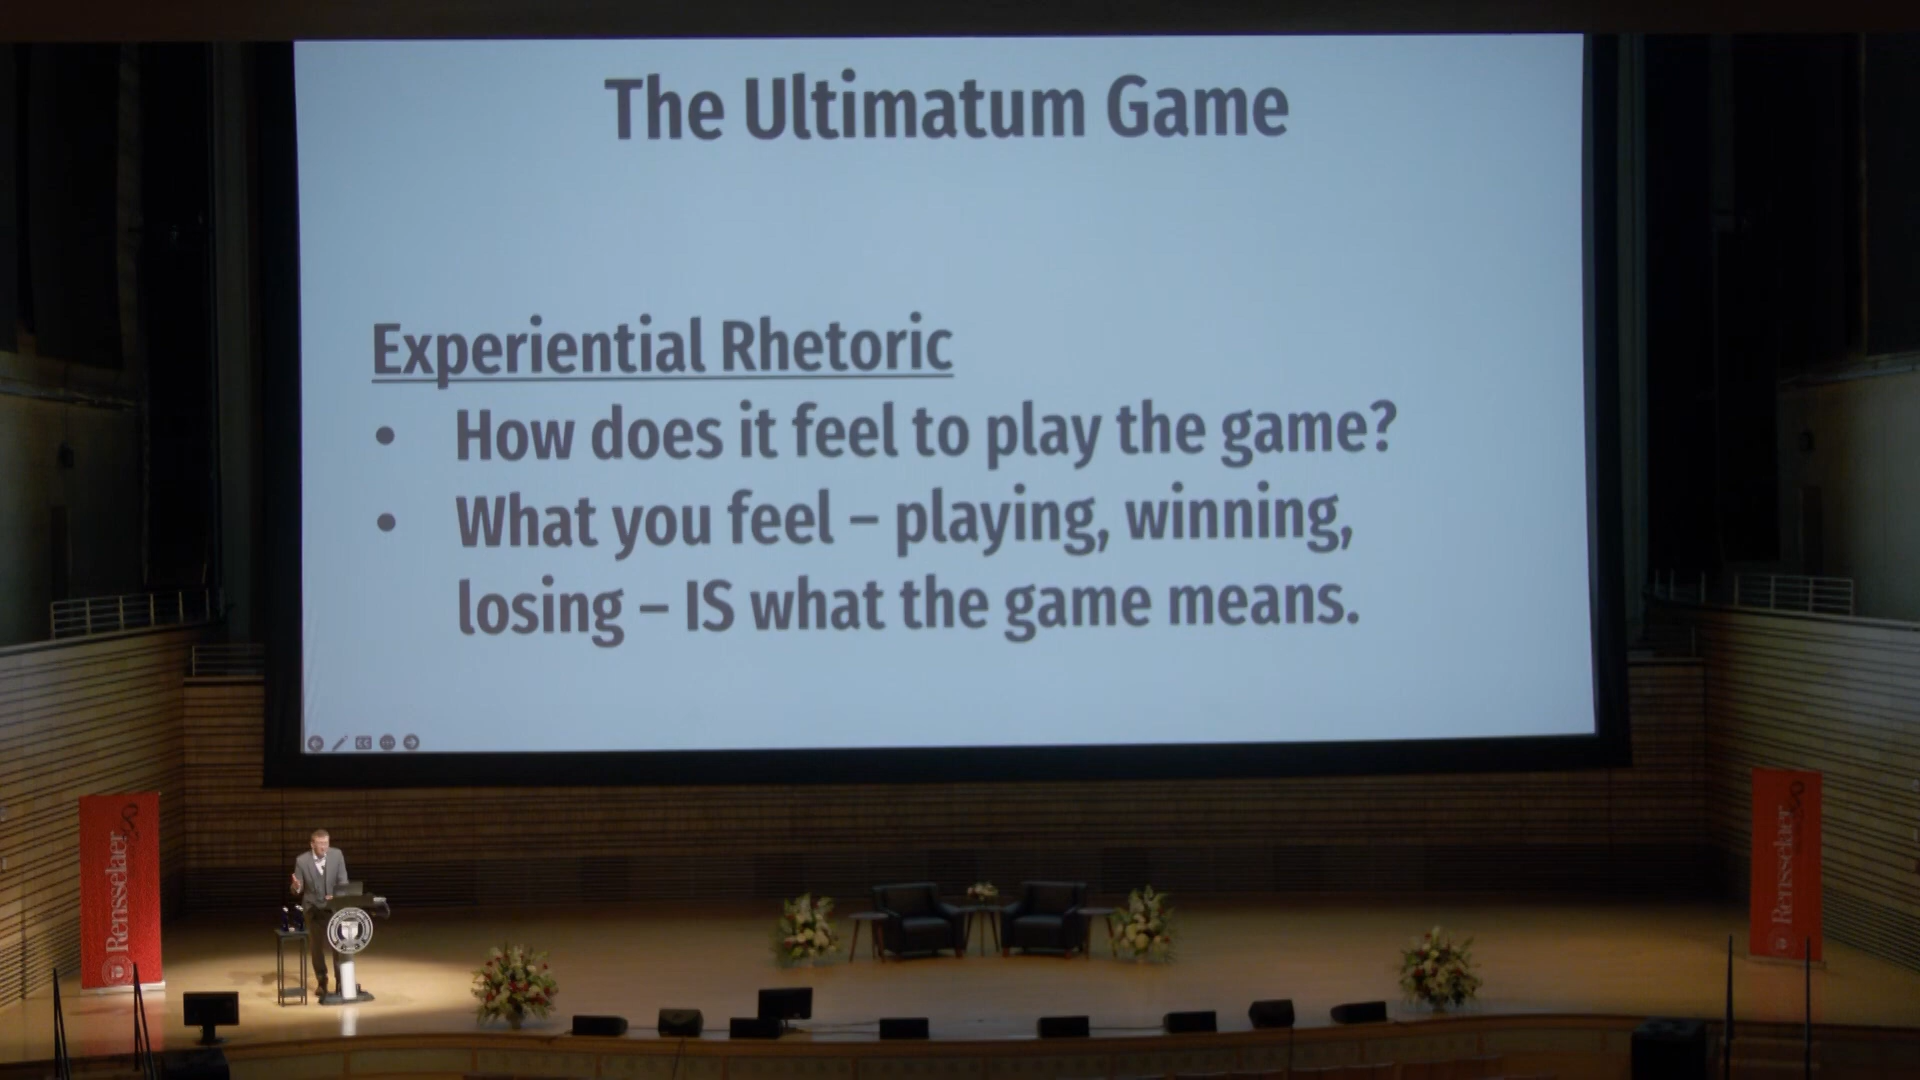 The Ultimatum Game
Experiential Rhetoric
• How does it feel to play the game?
• What you feel – playing, winning,
losing – IS what the game means.
Rensselaer
Rensselaer